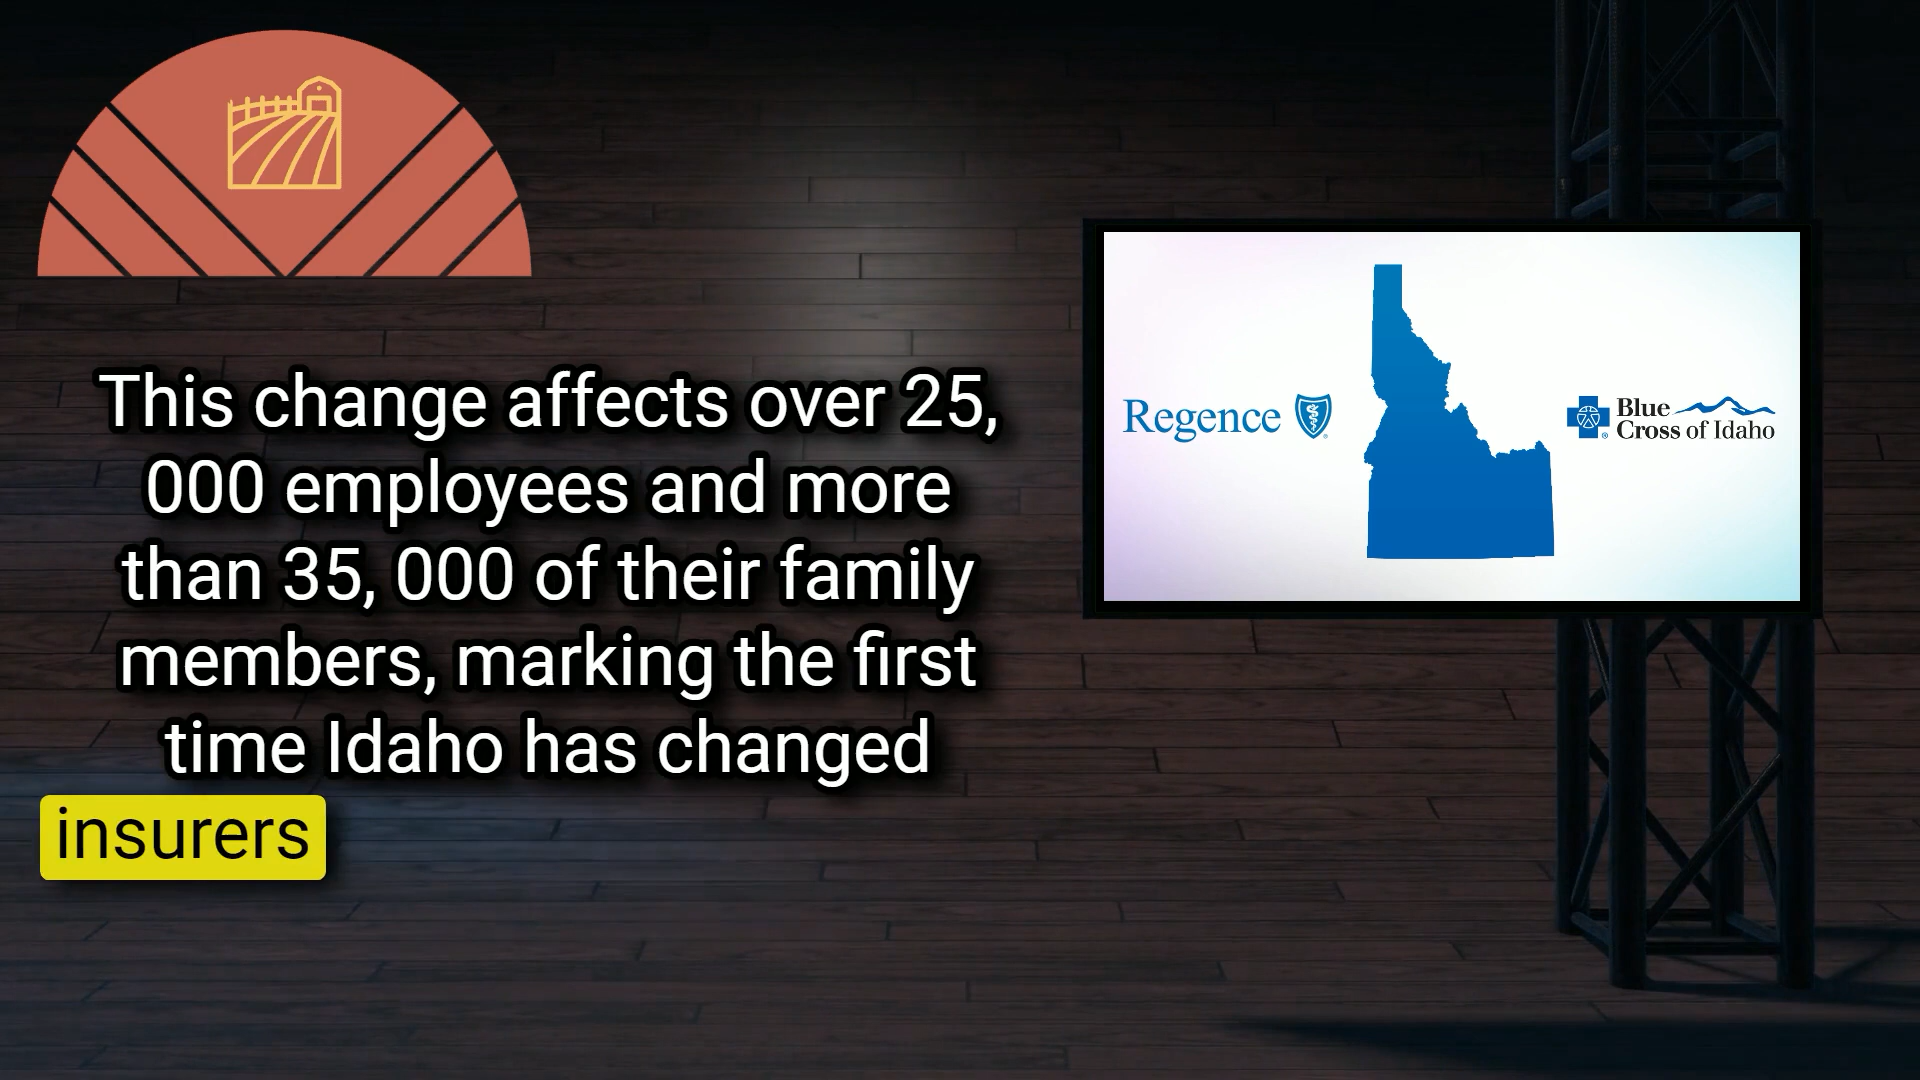 This change affects over 25,
000 employees and more
than 35, 000 of their family
members, marking the first
time Idaho has changed
insurers
Regence
Blue
Cross of Idaho